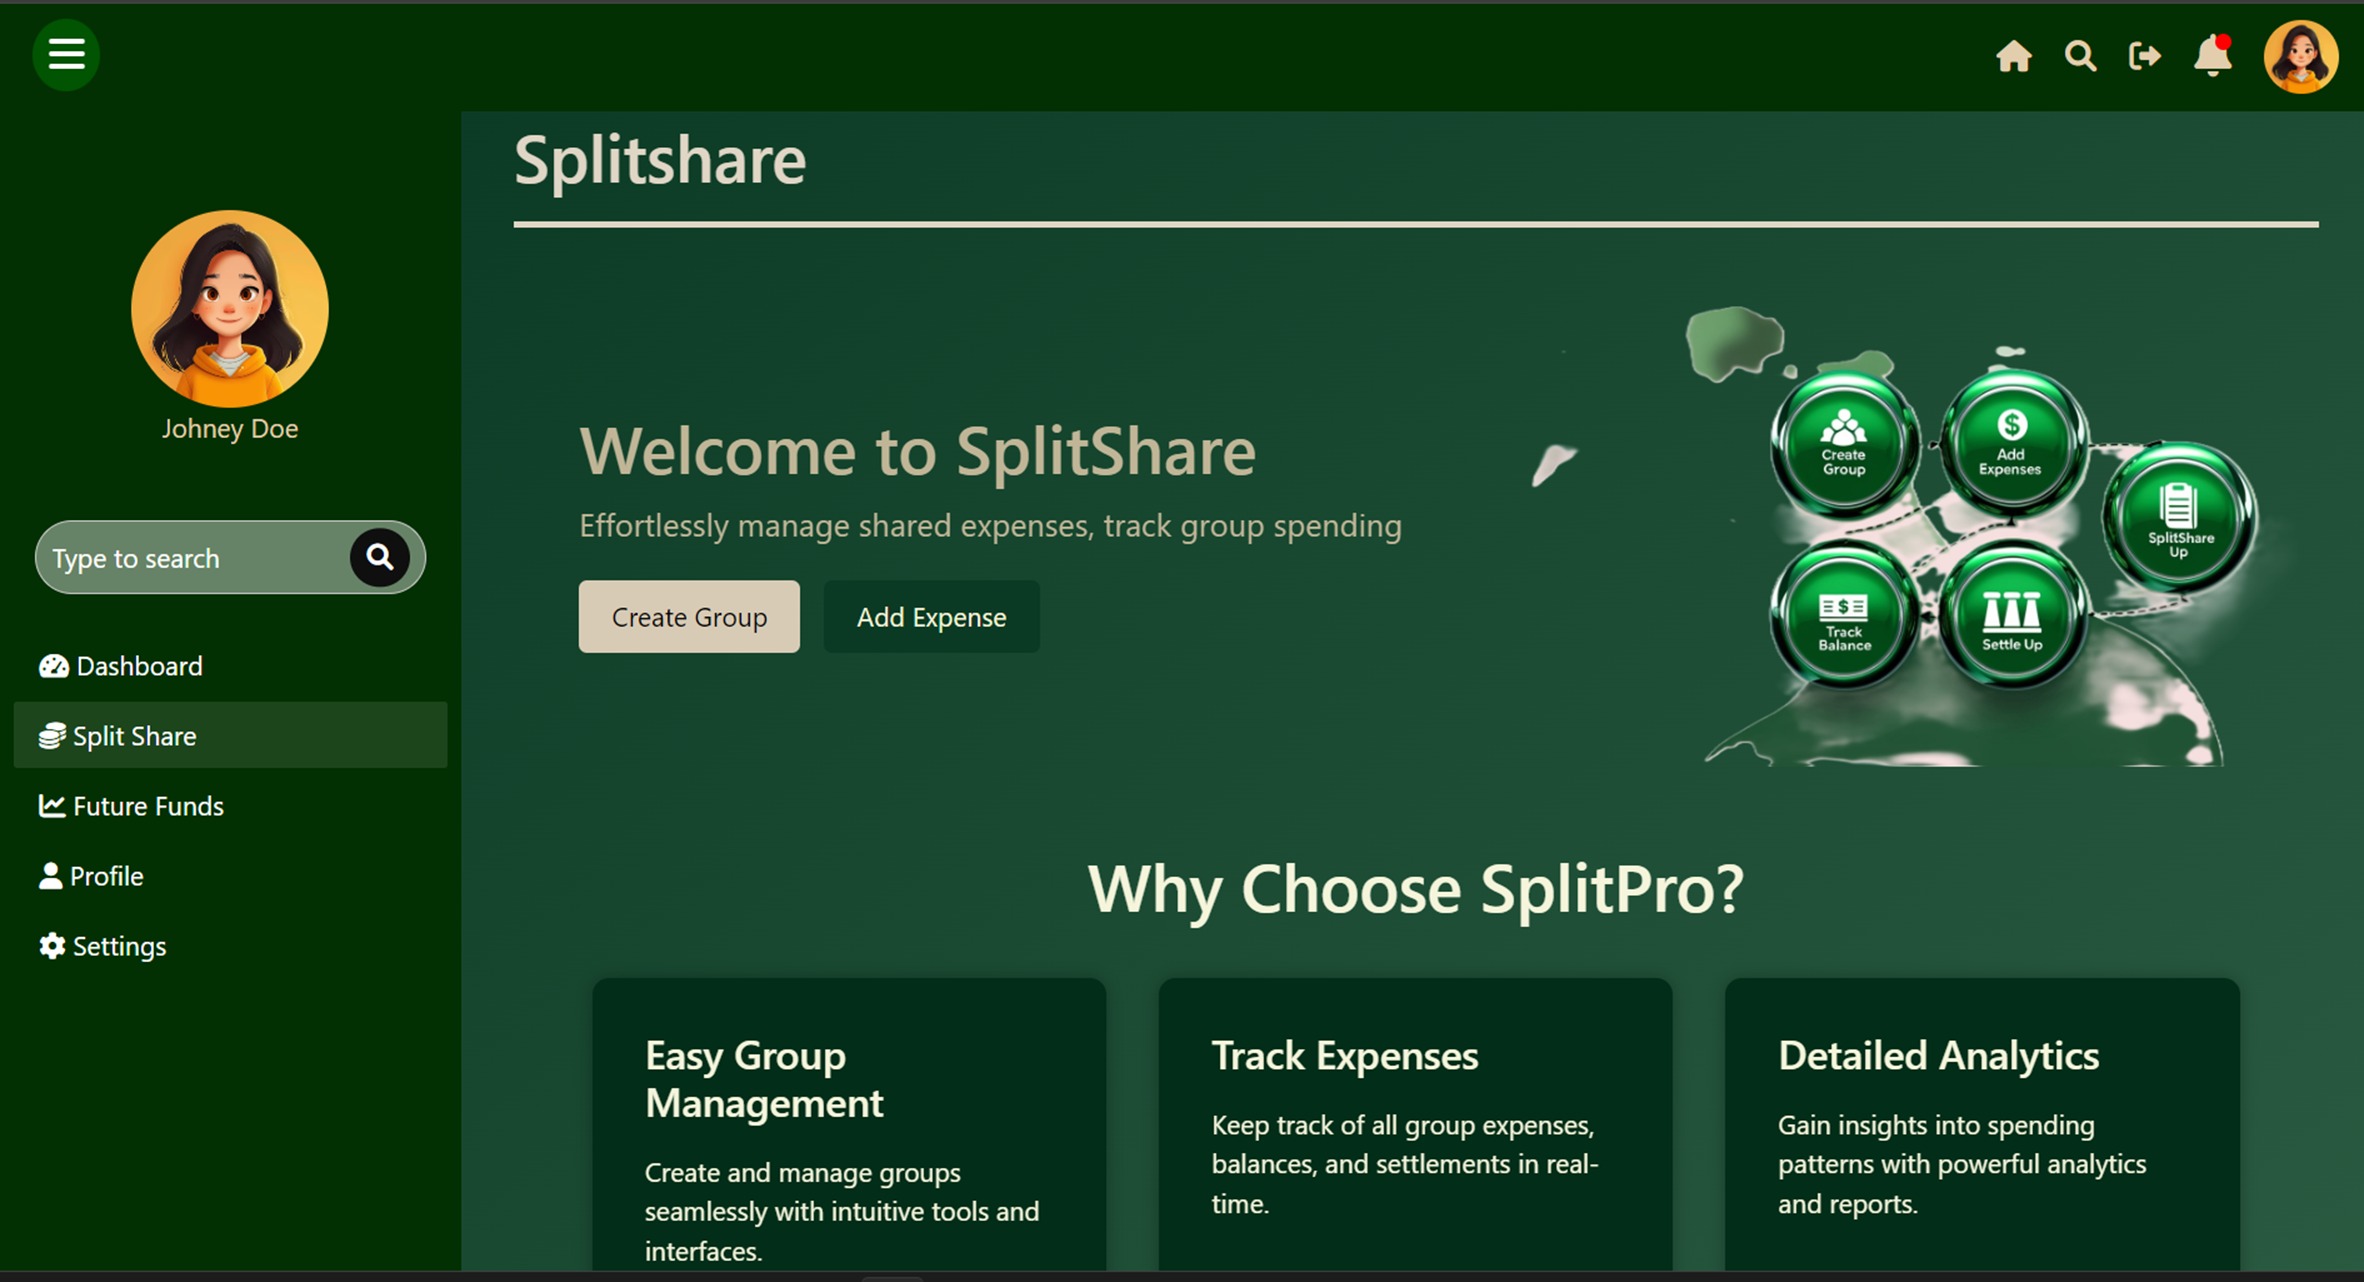 Splitshare
Johney Doe
Type to search
Dashboard
Split Share
Future Funds
Profile
Settings
Welcome to SplitShare
Effortlessly manage shared expenses, track group spending
Create Group
Add Expense
Create
Group
Add
Expenses
SplitShare
Up
Track
Balance
Settle Up
Why Choose SplitPro?
Easy Group
Management
Create and manage groups
seamlessly with intuitive tools and
interfaces.
Track Expenses
Keep track of all group expenses,
balances, and settlements in real-
time.
Detailed Analytics
Gain insights into spending
patterns with powerful analytics
and reports.